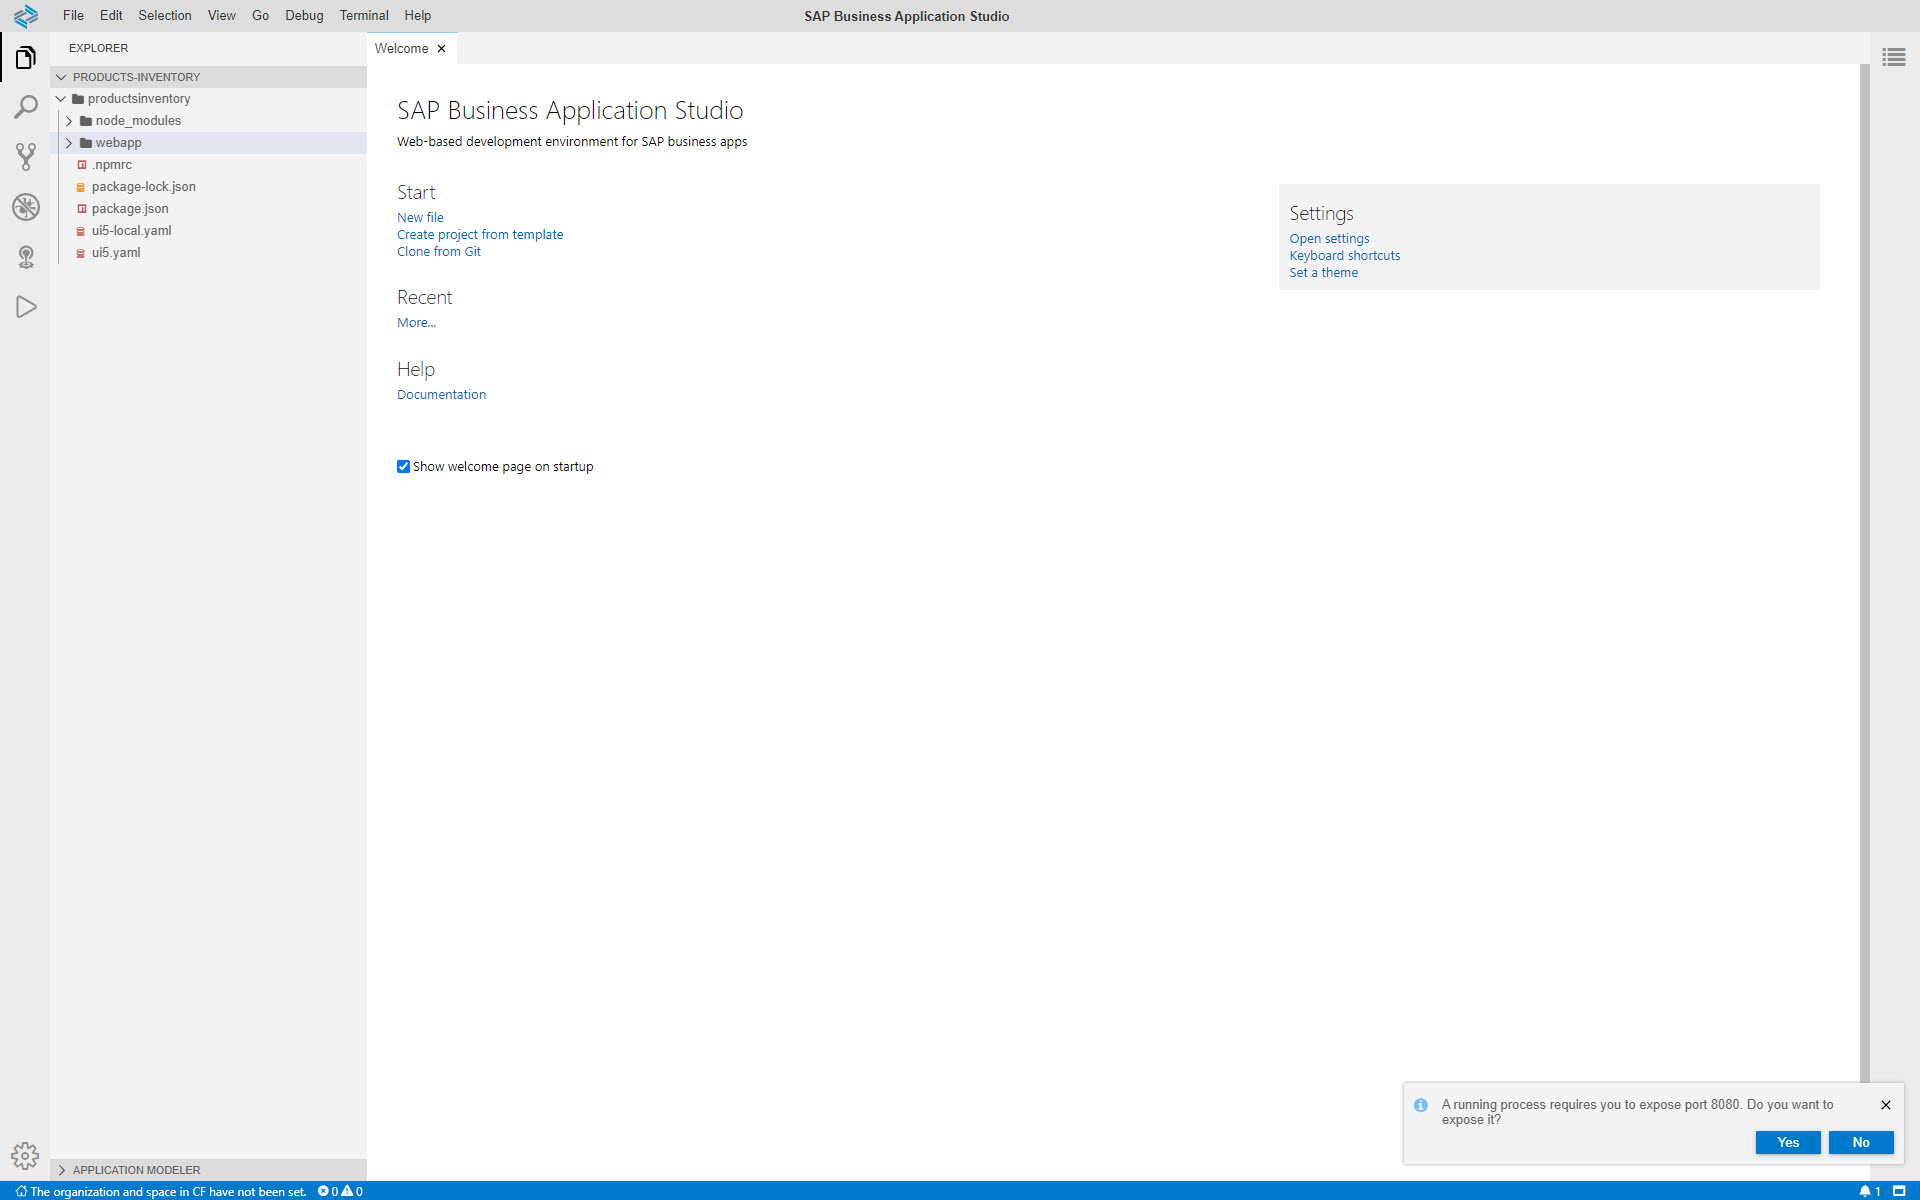 File Edit Selection View Go Debug Terminal Help
SAP Business Application Studio
EXPLORER
PRODUCTS-INVENTORY
productsinventory
node_modules
webapp
.npmrc
package-lock.json
package.json
ui5-local.yaml
ui5.yaml
APPLICATION MODELER
Welcome
SAP Business Application Studio
Web-based development environment for SAP business apps
Start
New file
Create project from template
Clone from Git
Recent
More...
Help
Documentation
Show welcome page on startup
Settings
Open settings
Keyboard shortcuts
Set a theme
A running process requires you to expose port 8080. Do you want to
expose it?
Yes
No
The organization and space in CF have not been set. 0 0
1